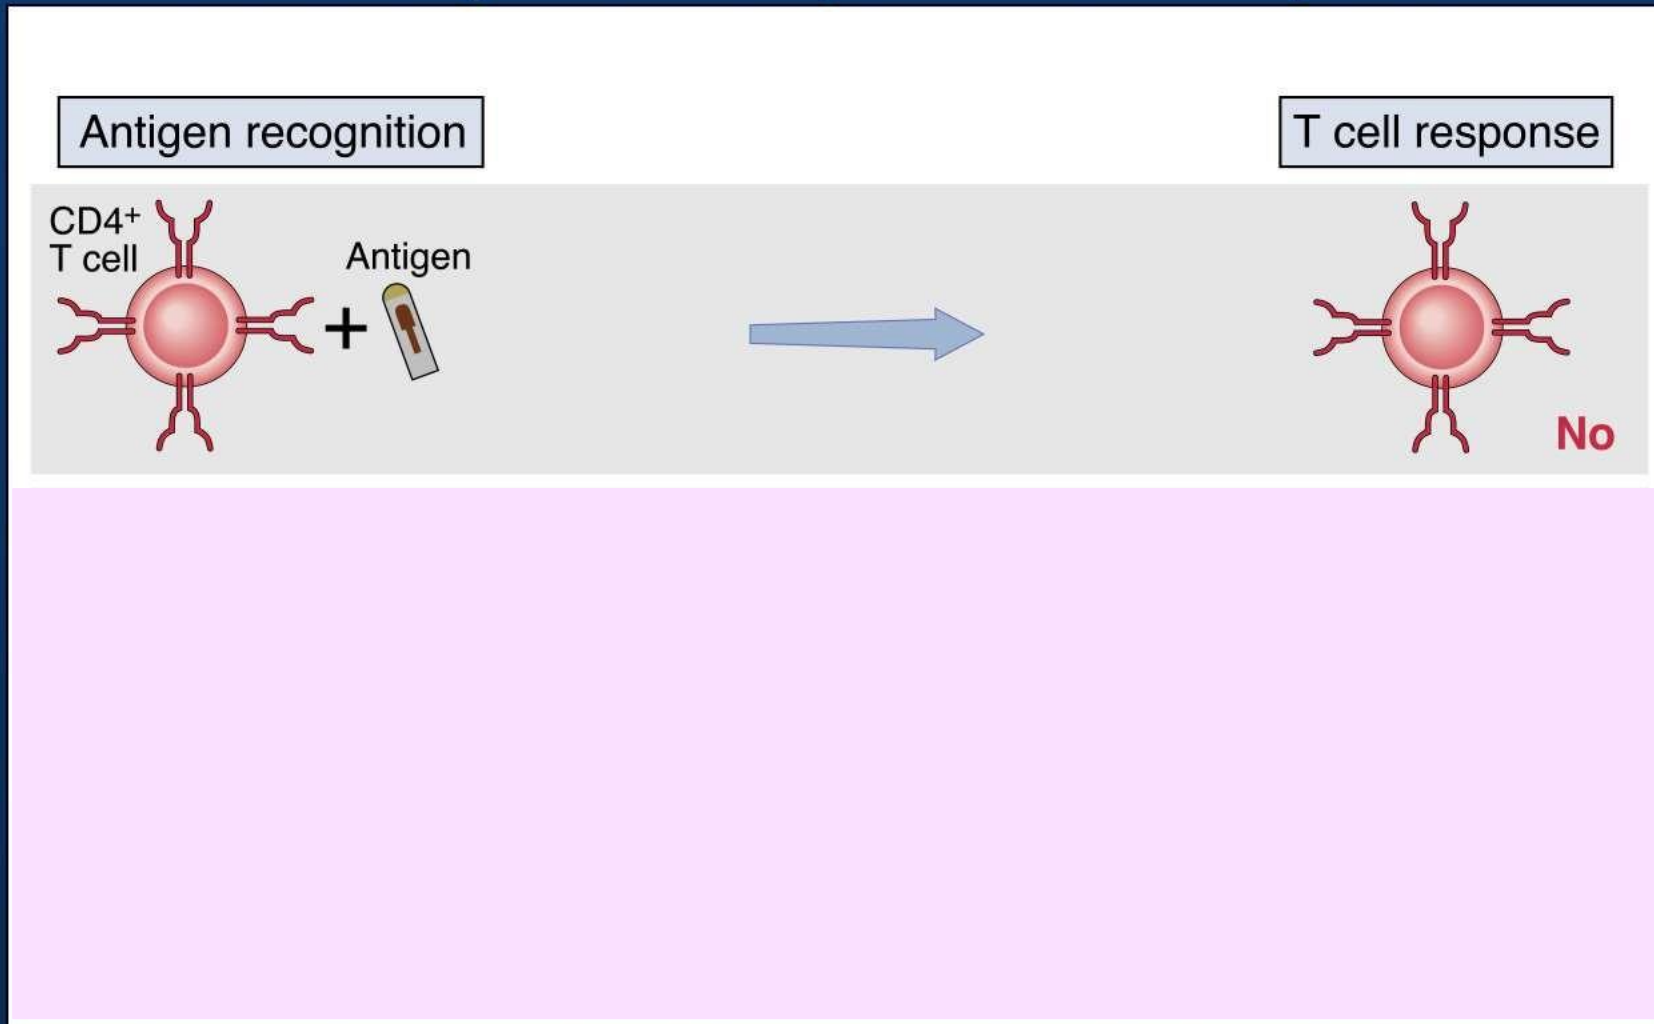 Antigen recognition
T cell response
CD4⁺
T cell
Antigen
+
No